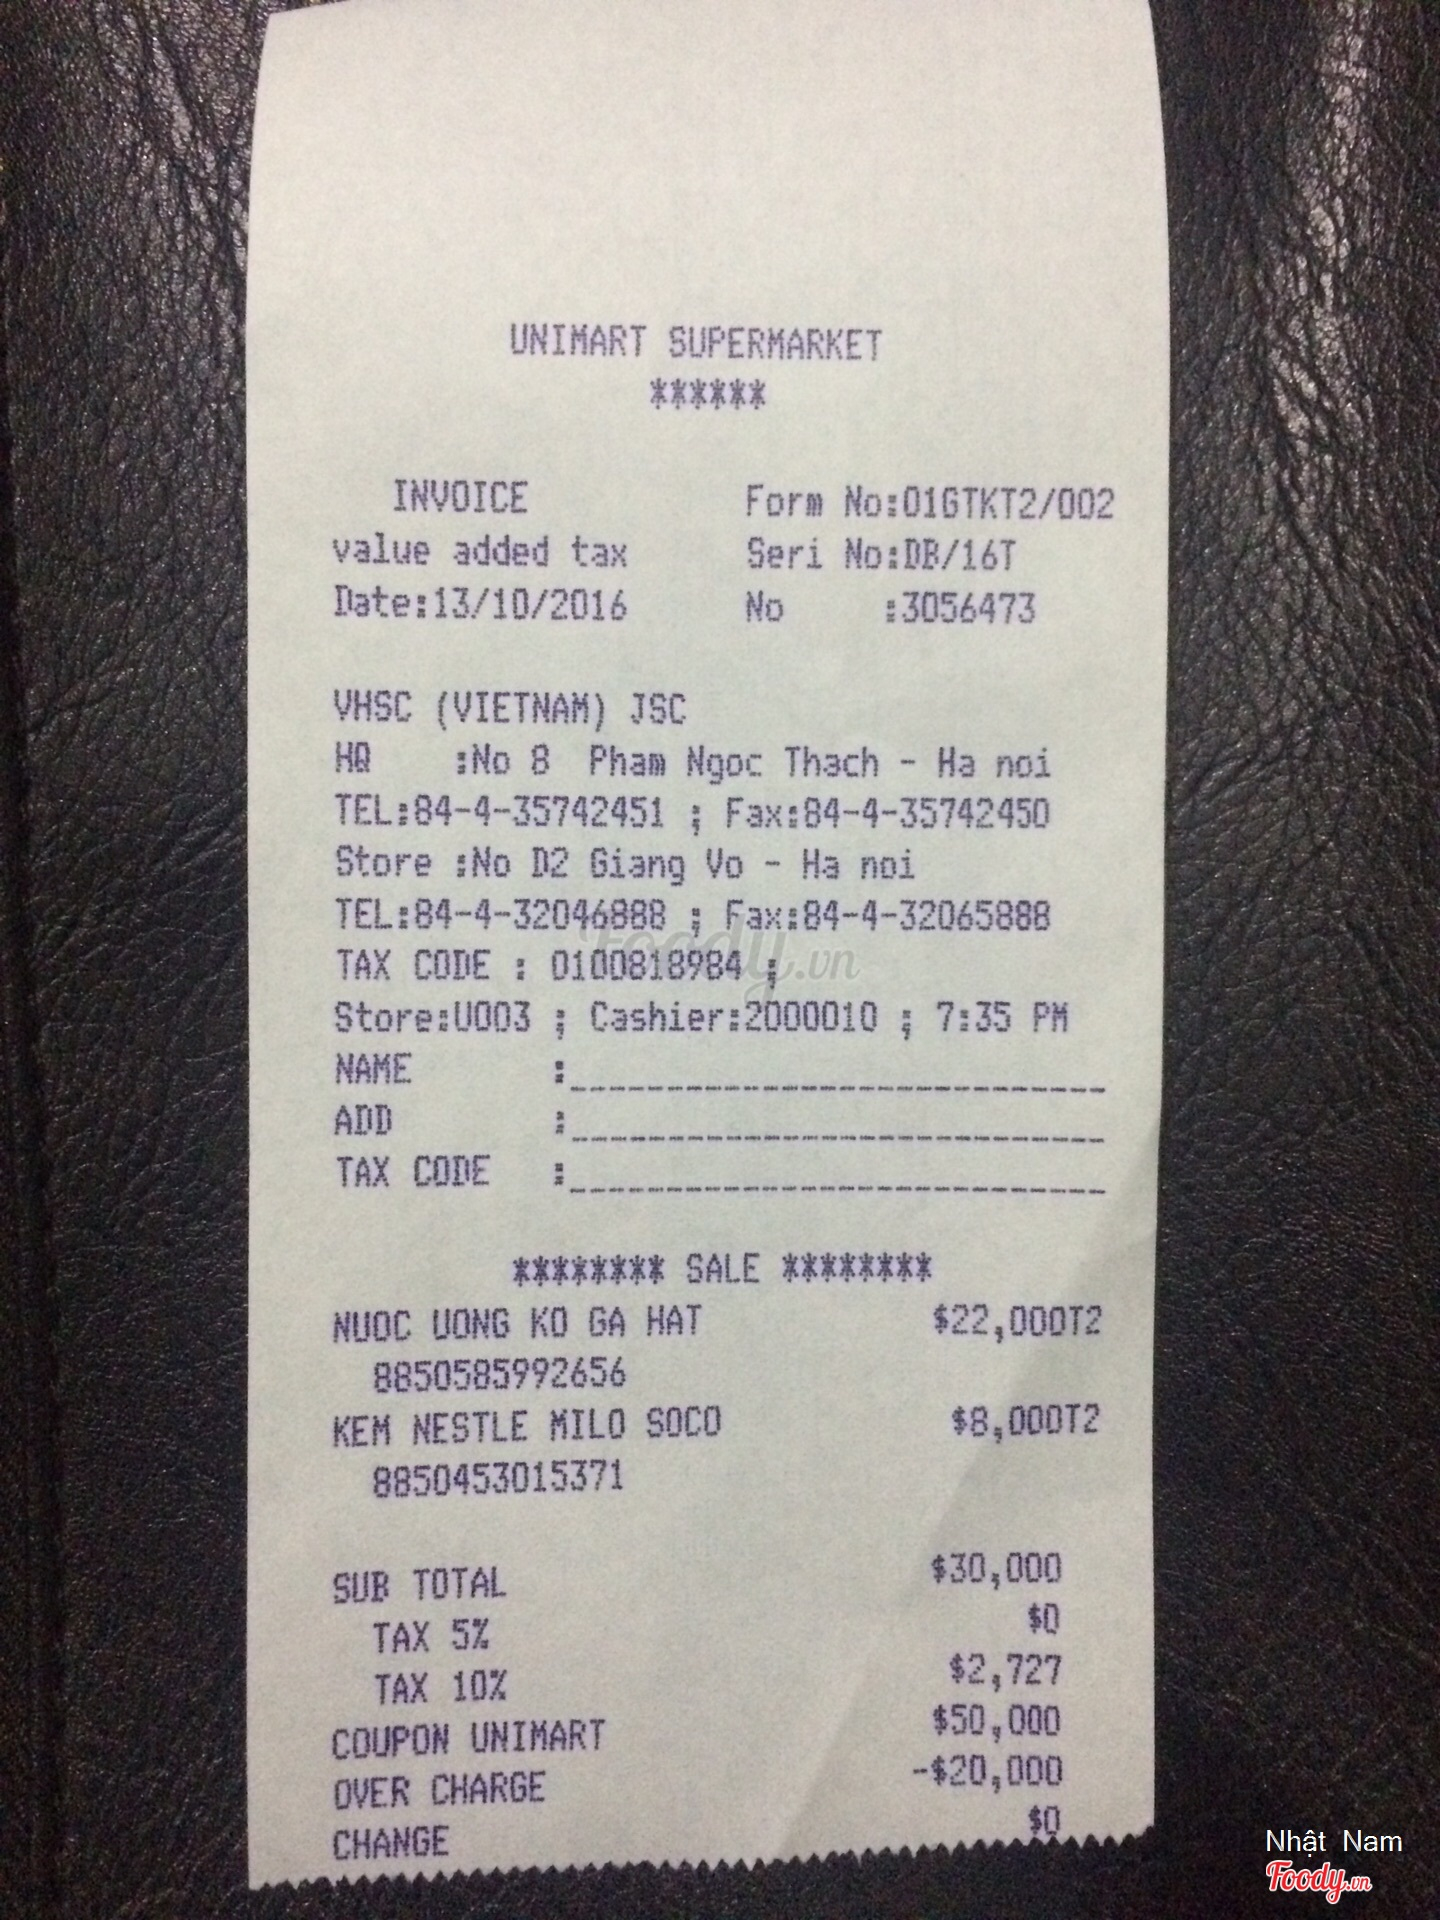 UNIMART SUPERMARKET
******
INVOICE Form No:01GTKT2/002
value added tax Seri No:DB/16T
Date:13/10/2016 No :3056473
VHSC (VIETNAM) JSC
HQ :No 8 Pham Ngoc Thach - Ha noi
TEL:84-4-35742451 ; Fax:84-4-35742450
Store :No D2 Giang Vo - Ha noi
TEL:84-4-32046888 ; Fax:84-4-32065888
TAX CODE : 0100818984 ;
Store:U003 ; Cashier:2000010 ; 7:35 PM
NAME :____________________________
ADD :____________________________
TAX CODE :____________________________
******** SALE ********
NUOC UONG KO GA HAT $22,000T2
8850585992656
KEM NESTLE MILO SOCO $8,000T2
8850453015371
SUB TOTAL $30,000
TAX 5% $0
TAX 10% $2,727
COUPON UNIMART $50,000
OVER CHARGE -$20,000
CHANGE $0
Foody.vn
Nhật Nam
Foody.vn